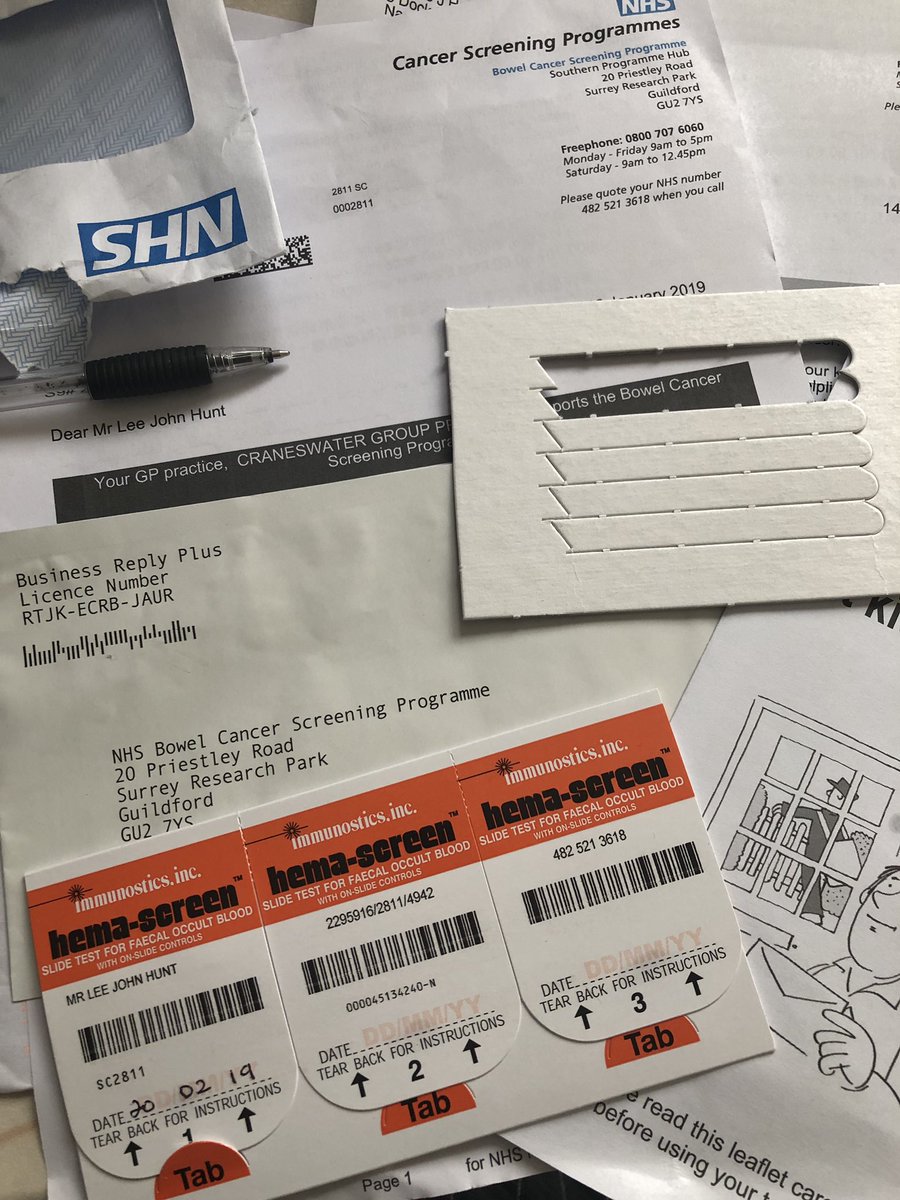 NHS
Cancer Screening Programmes
Bowel Cancer Screening Programme
Southern Programme Hub
20 Priestley Road
Surrey Research Park
Guildford
GU2 7YS
Freephone: 0800 707 6060
Monday - Friday 9am to 5pm
Saturday - 9am to 12.45pm
Please quote your NHS number
482 521 3618 when you call
2811 SC
0002811
14
SHN
January 2019
Dear Mr Lee John Hunt
Your GP practice, CRANESWATER GROUP
ports the Bowel Cancer
Screening
Business Reply Plus
Licence Number
RTJK-ECRB-JAUR
NHS Bowel Cancer Screening Programme
20 Priestley Road
Surrey Research Park
Guildford
GU2 7YS
immunostics.inc.
hema-screen™
SLIDE TEST FOR FAECAL OCCULT BLOOD
WITH ON-SLIDE CONTROLS
MR LEE JOHN HUNT
SC2811
DATE 20 02 19
TEAR BACK FOR INSTRUCTIONS
1
Tab
immunostics.inc.
hema-screen™
SLIDE TEST FOR FAECAL OCCULT BLOOD
WITH ON-SLIDE CONTROLS
2295916/2811/4942
000045134240-N
DATE DD/MM/YY
TEAR BACK FOR INSTRUCTIONS
2
Tab
immunostics.inc.
hema-screen™
SLIDE TEST FOR FAECAL OCCULT BLOOD
WITH ON-SLIDE CONTROLS
482 521 3618
DATE DD/MM/YY
TEAR BACK FOR INSTRUCTIONS
3
Tab
read this leaflet
before using your
Page 1
for NHS